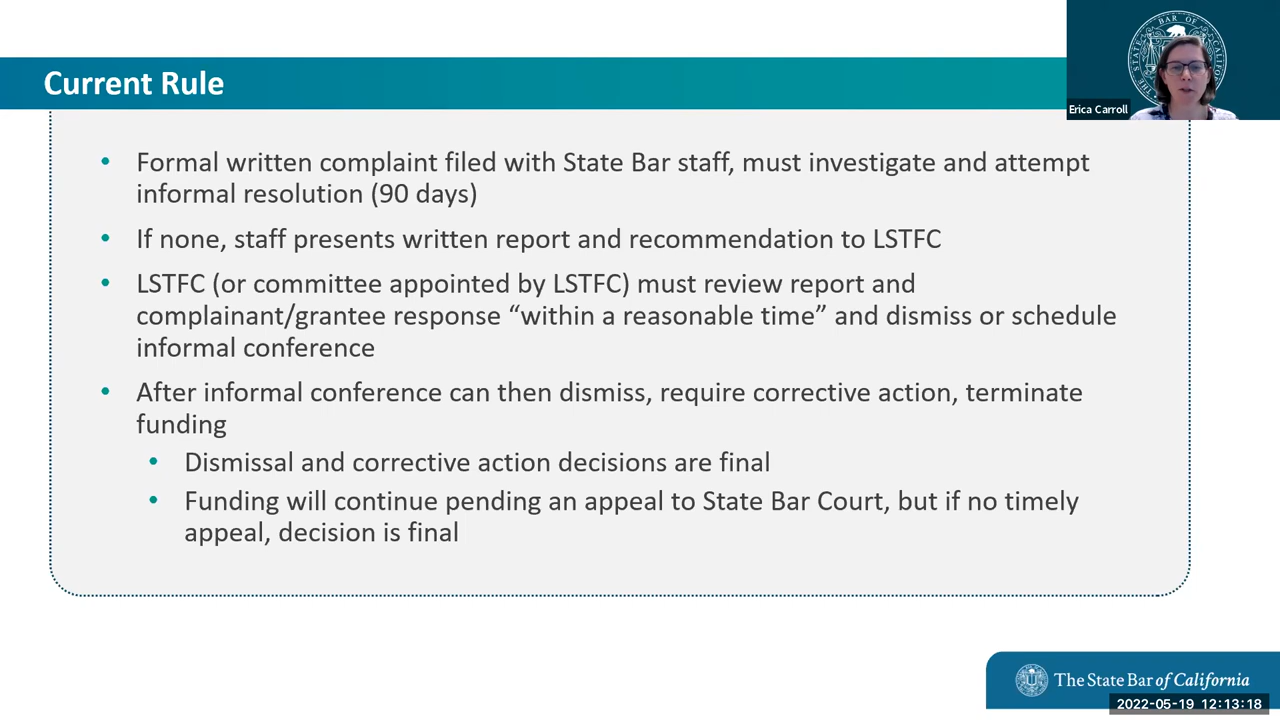 Current Rule
Erica Carroll
• Formal written complaint filed with State Bar staff, must investigate and attempt
informal resolution (90 days)
• If none, staff presents written report and recommendation to LSTFC
• LSTFC (or committee appointed by LSTFC) must review report and
complainant/grantee response “within a reasonable time” and dismiss or schedule
informal conference
• After informal conference can then dismiss, require corrective action, terminate
funding
• Dismissal and corrective action decisions are final
• Funding will continue pending an appeal to State Bar Court, but if no timely
appeal, decision is final
The State Bar of California
2022-05-19 12:13:18